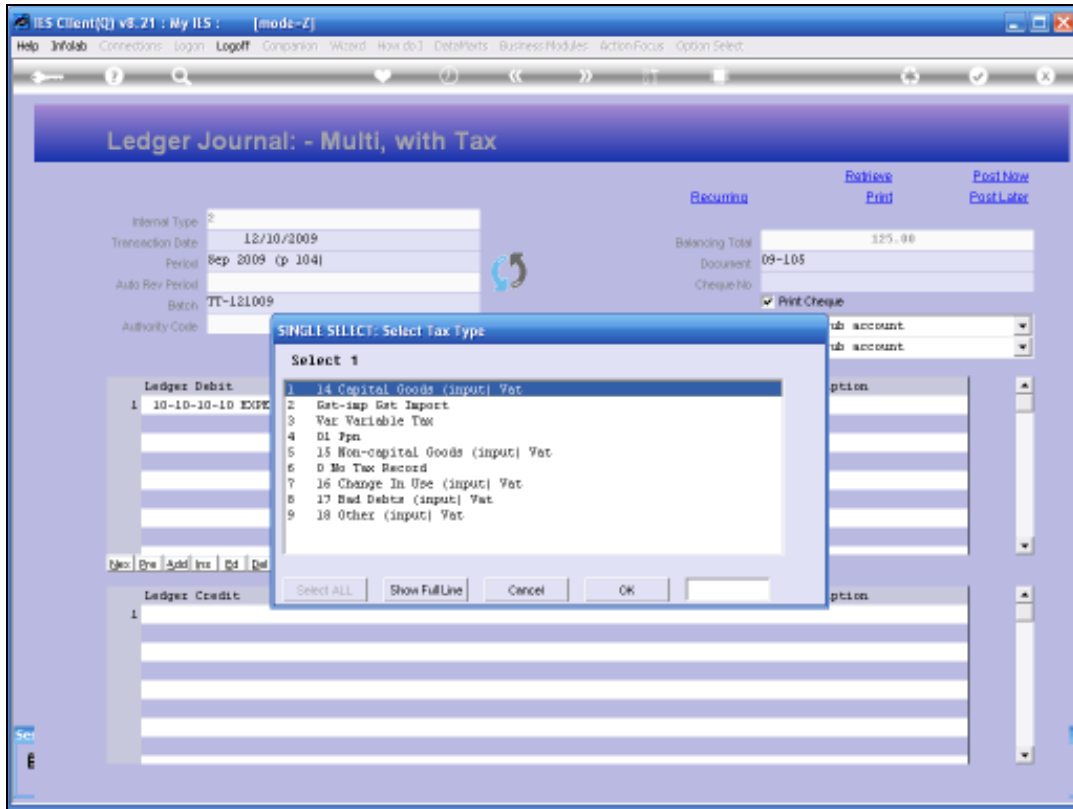 IES Client(Q) v8.21 : My IES : [mode-Z]
Help Infolab Connections Logon Logoff Companion Wizard How do I DataMarts Business Modules Action Focus Option Select
Ledger Journal: - Multi, with Tax
Retrieve Post Now
Recurring Print Post Later
Internal Type 2
Transaction Date 12/10/2009 Balancing Total 125.00
Period Sep 2009 (p 104) Document 09-105
Auto Rev Period Cheque No
Batch TT-121009 Print Cheque
Authority Code
ub account
ub account
SINGLE SELECT: Select Tax Type
Select 1
1 14 Capital Goods (input) Vat
2 Gst-imp Gst Import
3 Var Variable Tax
4 01 Ppn
5 15 Non-capital Goods (input) Vat
6 0 No Tax Record
7 16 Change In Use (input) Vat
8 17 Bad Debts (input) Vat
9 18 Other (input) Vat
Select ALL Show Full Line Cancel OK
Ledger Debit ption
1 10-10-10-10 EXPE
Nex Pre Add Ins Ed Del
Ledger Credit ption
1
Se